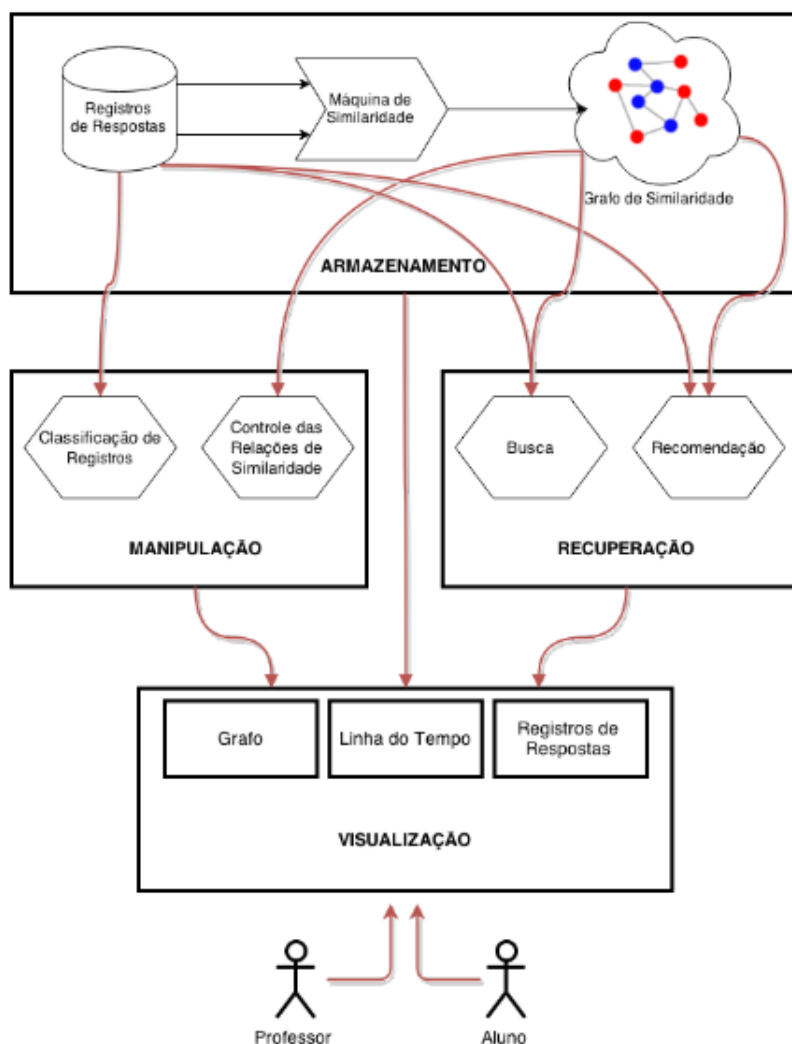 Registros
de Respostas
Máquina de
Similaridade
Grafo de Similaridade
ARMAZENAMENTO
Classificação de
Registros
Controle das
Relações de
Similaridade
Busca
Recomendação
MANIPULAÇÃO
RECUPERAÇÃO
Grafo
Linha do Tempo
Registros de
Respostas
VISUALIZAÇÃO
Professor
Aluno